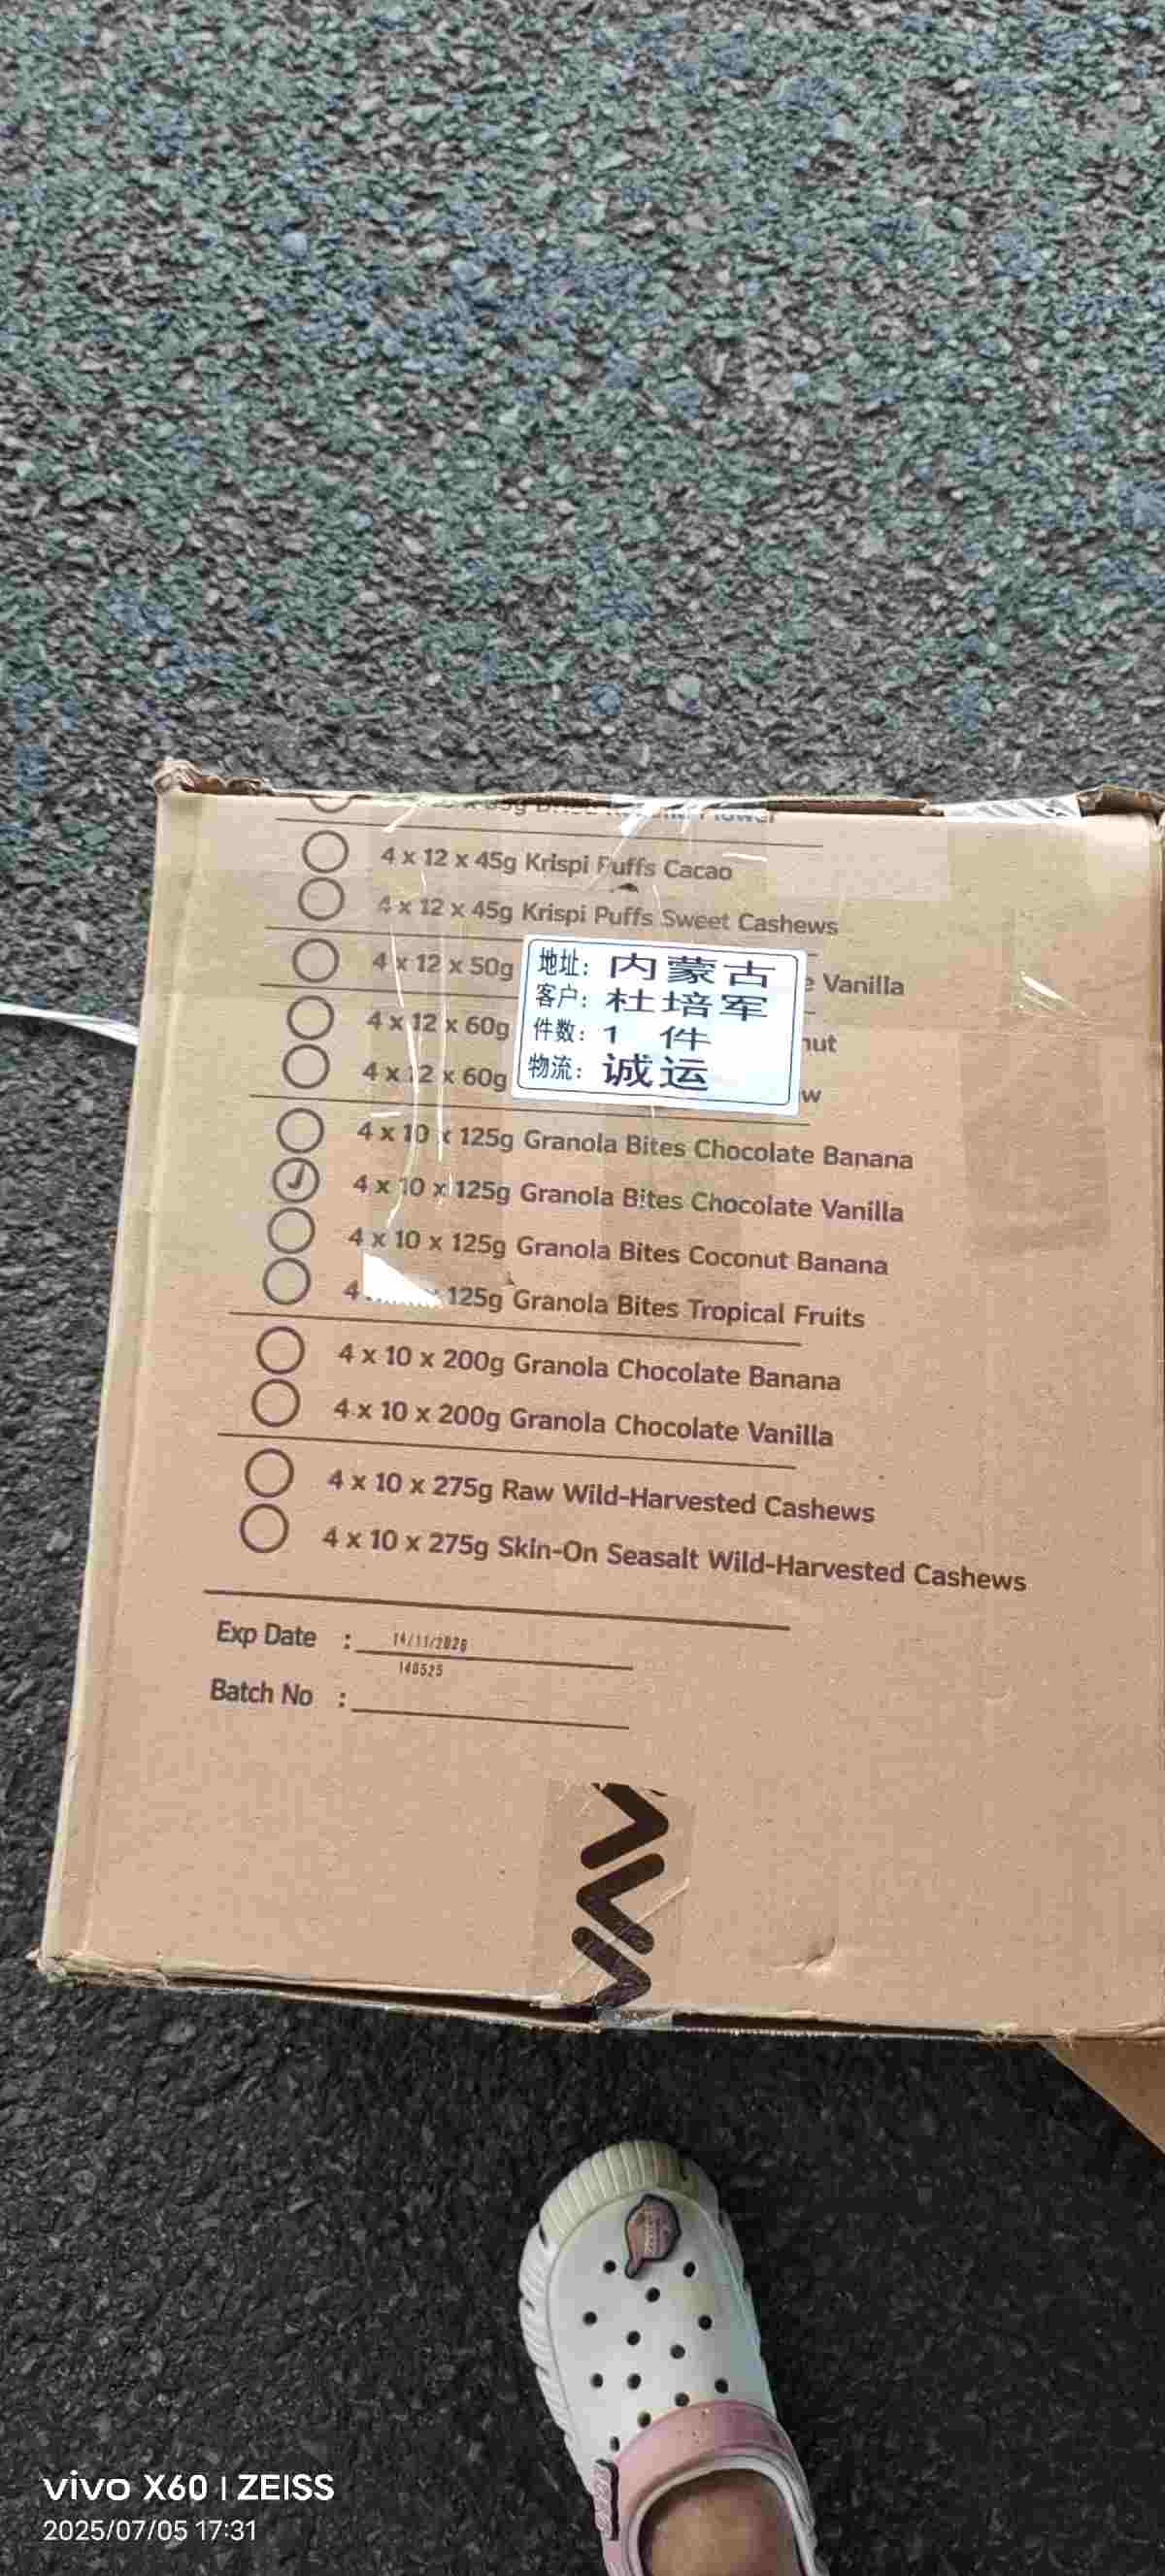 4 x 12 x 45g Krispi Puffs Cacao
4 x 12 x 45g Krispi Puffs Sweet Cashews
4 x 12 x 50g
Vanilla
4 x 12 x 60g
4 x 12 x 60g
地址：内蒙古
客户：杜培军
件数：1 件
物流：诚运
4 x 10 x 125g Granola Bites Chocolate Banana
4 x 10 x 125g Granola Bites Chocolate Vanilla
4 x 10 x 125g Granola Bites Coconut Banana
4 125g Granola Bites Tropical Fruits
4 x 10 x 200g Granola Chocolate Banana
4 x 10 x 200g Granola Chocolate Vanilla
4 x 10 x 275g Raw Wild-Harvested Cashews
4 x 10 x 275g Skin-On Seasalt Wild-Harvested Cashews
Exp Date : 14/11/2026
140525
Batch No :
vivo X60 | ZEISS
2025/07/05 17:31